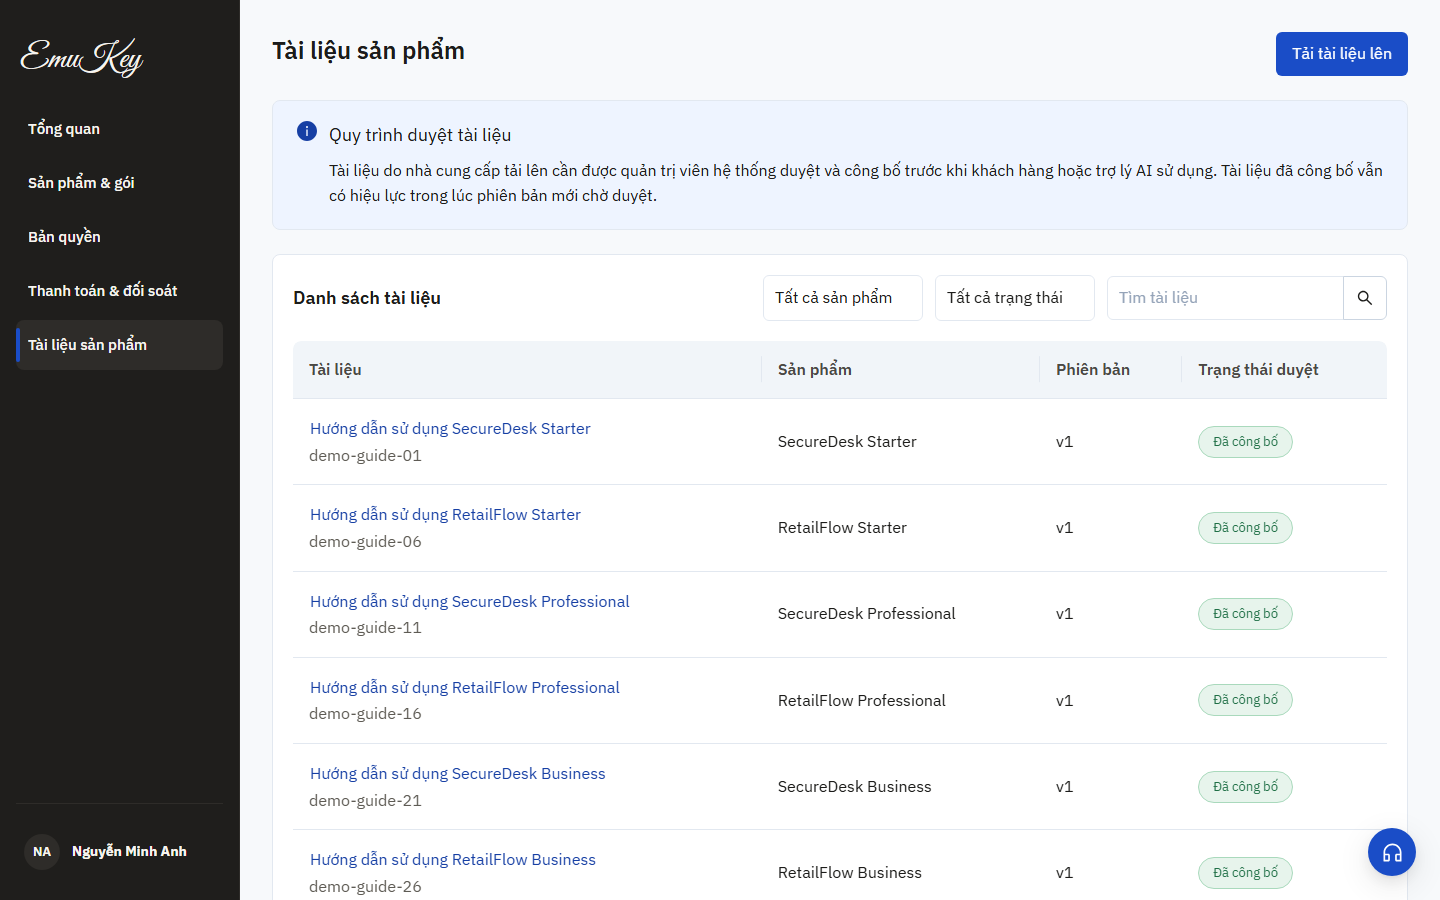 EmuKey
Tổng quan
Sản phẩm & gói
Bản quyền
Thanh toán & đối soát
Tài liệu sản phẩm
NA
Nguyễn Minh Anh
Tài liệu sản phẩm
Tải tài liệu lên
Quy trình duyệt tài liệu
Tài liệu do nhà cung cấp tải lên cần được quản trị viên hệ thống duyệt và công bố trước khi khách hàng hoặc trợ lý AI sử dụng. Tài liệu đã công bố vẫn
có hiệu lực trong lúc phiên bản mới chờ duyệt.
Danh sách tài liệu
Tất cả sản phẩm
Tất cả trạng thái
Tìm tài liệu
Tài liệu Sản phẩm Phiên bản Trạng thái duyệt
Hướng dẫn sử dụng SecureDesk Starter
demo-guide-01
SecureDesk Starter v1 Đã công bố
Hướng dẫn sử dụng RetailFlow Starter
demo-guide-06
RetailFlow Starter v1 Đã công bố
Hướng dẫn sử dụng SecureDesk Professional
demo-guide-11
SecureDesk Professional v1 Đã công bố
Hướng dẫn sử dụng RetailFlow Professional
demo-guide-16
RetailFlow Professional v1 Đã công bố
Hướng dẫn sử dụng SecureDesk Business
demo-guide-21
SecureDesk Business v1 Đã công bố
Hướng dẫn sử dụng RetailFlow Business
demo-guide-26
RetailFlow Business v1 Đã công bố